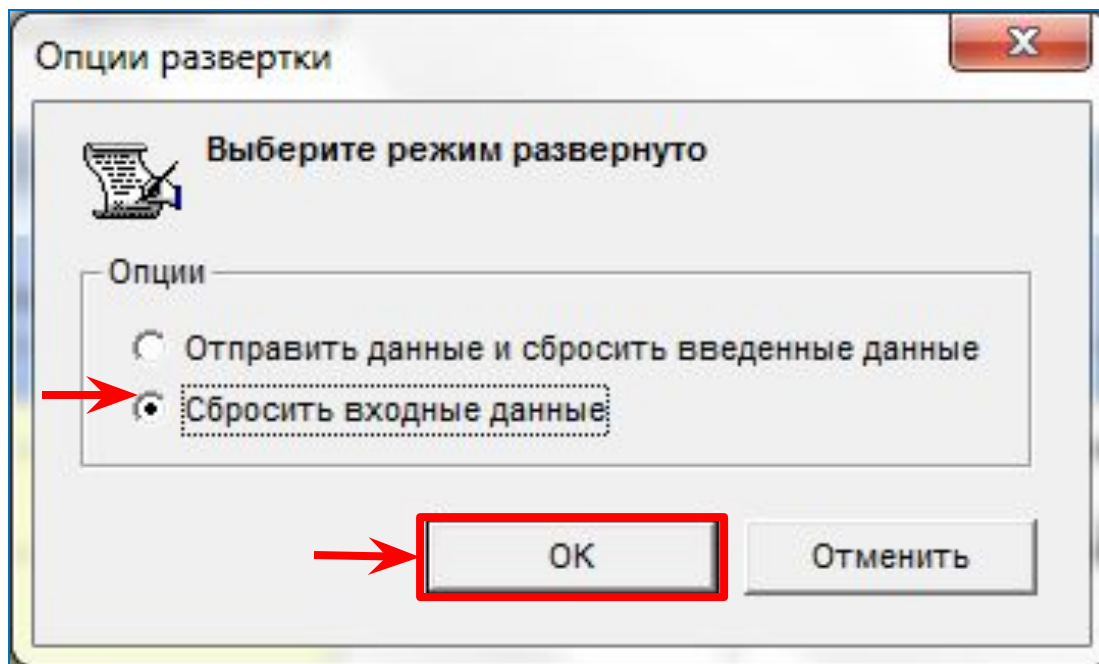 Опции развертки
Выберите режим развернуто
Опции
Отправить данные и сбросить введенные данные
Сбросить входные данные
OK
Отменить